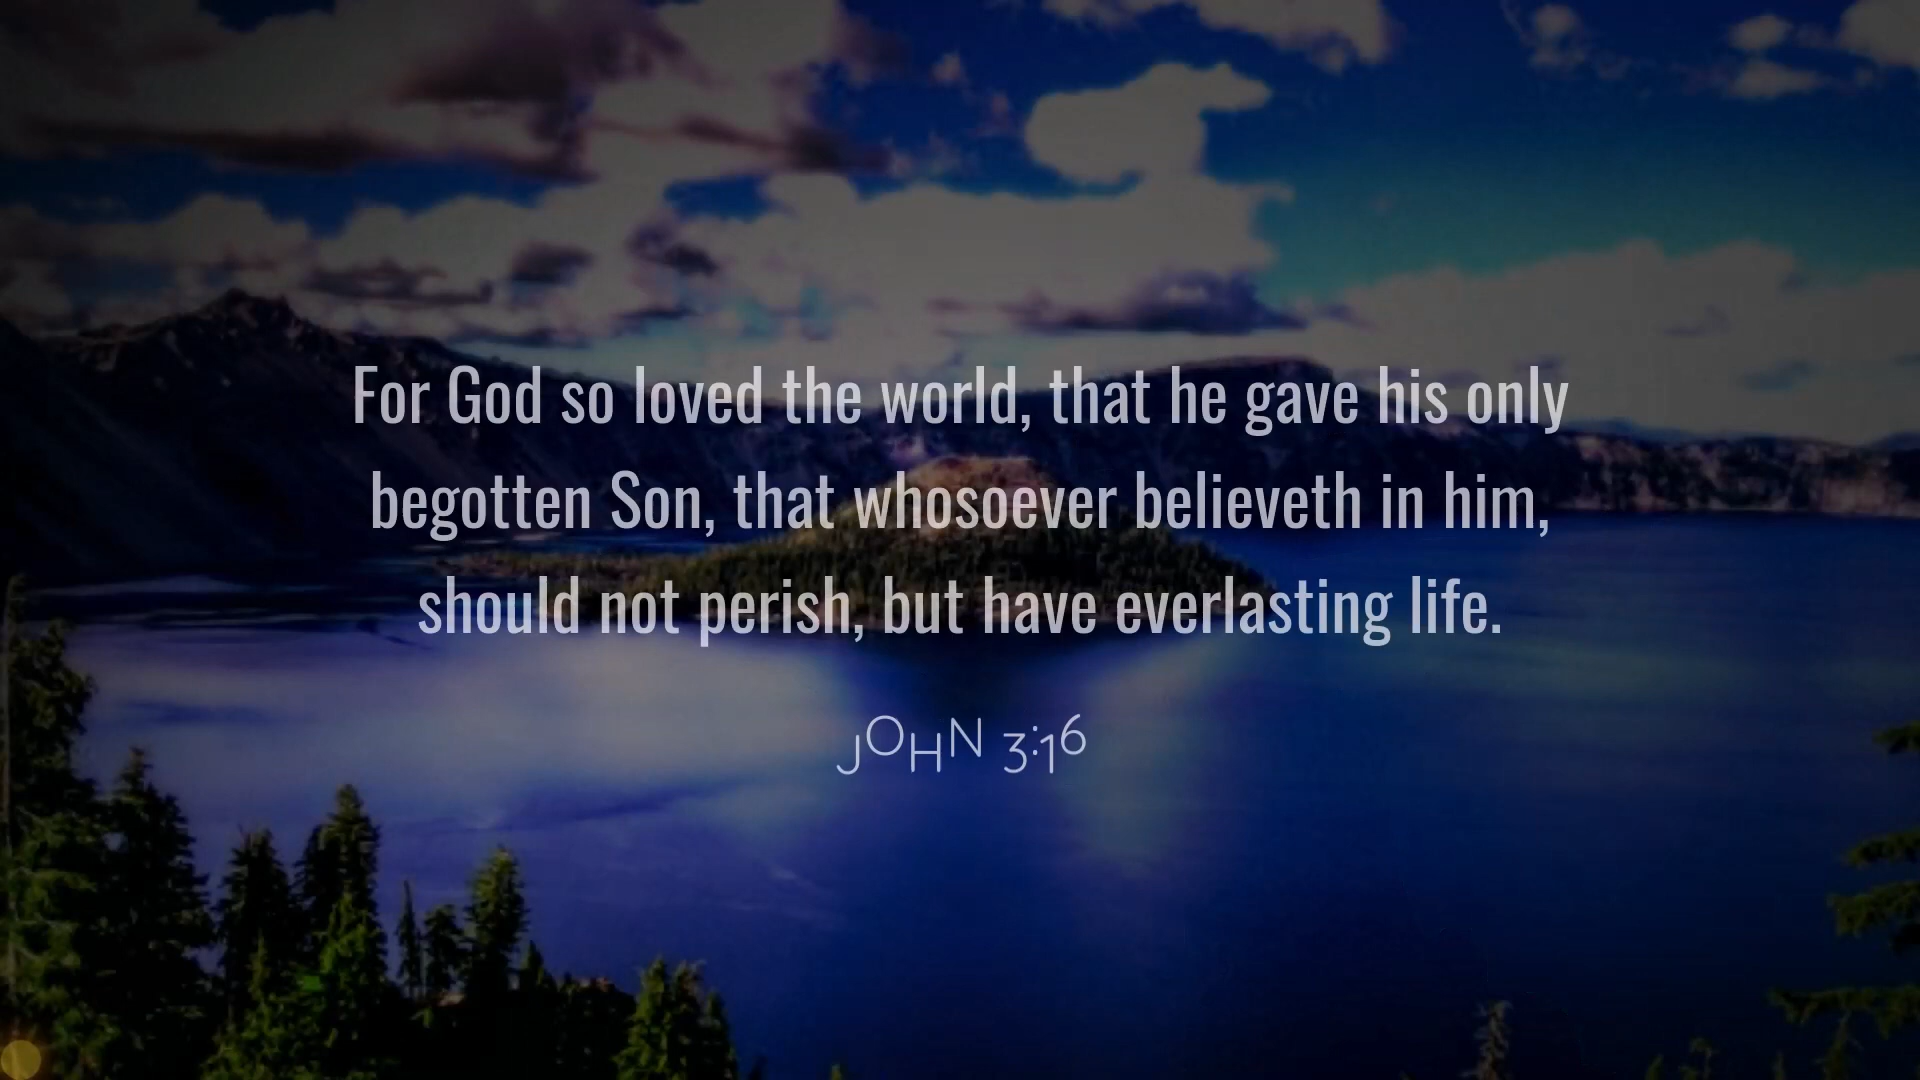 For God so loved the world, that he gave his only
begotten Son, that whosoever believeth in him,
should not perish, but have everlasting life.
JOHN 3:16